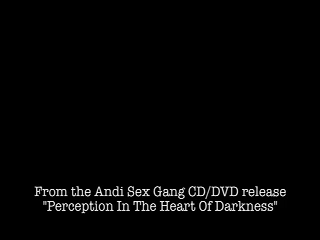 From the Andi Sex Gang CD/DVD release
"Perception In The Heart Of Darkness"